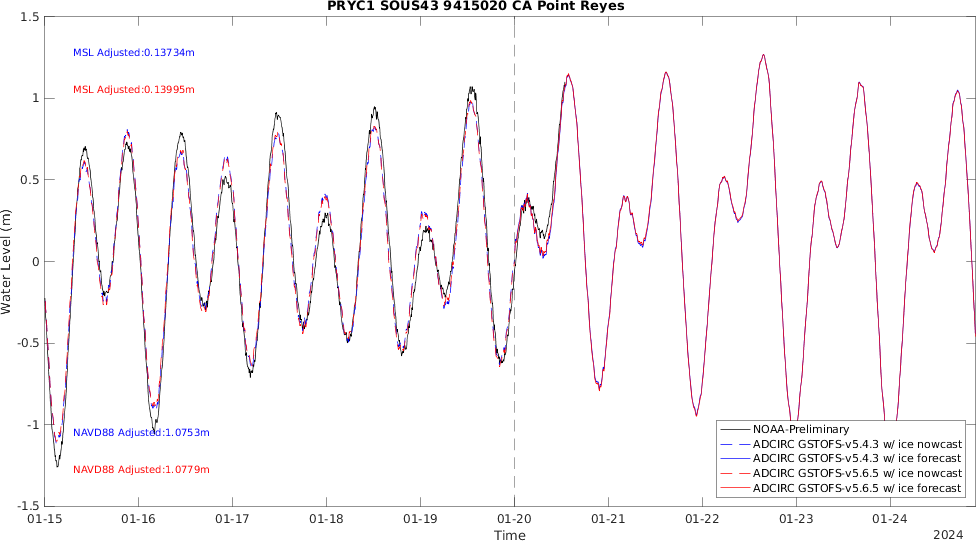 PRYC1 SOUS43 9415020 CA Point Reyes
1.5
1
0.5
0
-0.5
-1
-1.5
Water Level (m)
MSL Adjusted:0.13734m
MSL Adjusted:0.13995m
NAVD88 Adjusted:1.0753m
NAVD88 Adjusted:1.0779m
NOAA-Preliminary
ADCIRC GSTOFS-v5.4.3 w/ ice nowcast
ADCIRC GSTOFS-v5.4.3 w/ ice forecast
ADCIRC GSTOFS-v5.6.5 w/ ice nowcast
ADCIRC GSTOFS-v5.6.5 w/ ice forecast
01-15 01-16 01-17 01-18 01-19 01-20 01-21 01-22 01-23 01-24
Time
2024